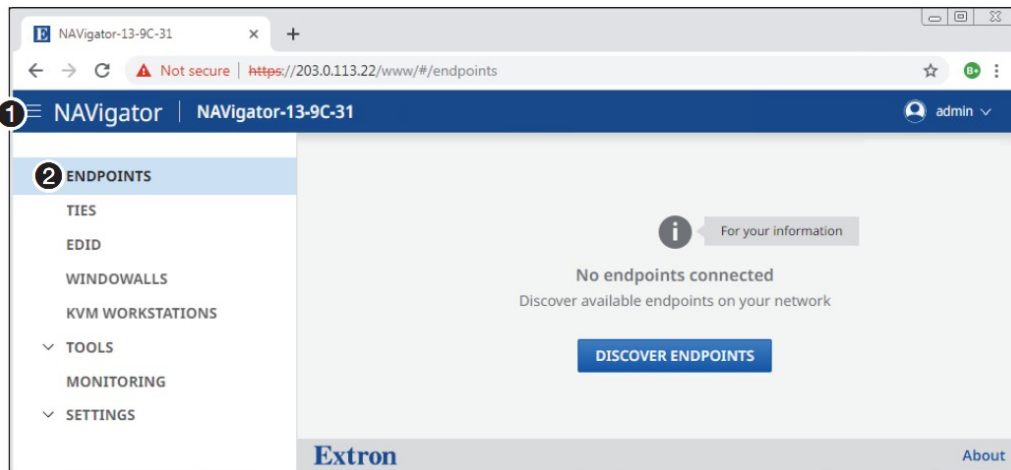 NAVigator-13-9C-31
Not secure | https://203.0.113.22/www/#/endpoints
B+
1 NAVigator | NAVigator-13-9C-31
admin
2 ENDPOINTS
TIES
EDID
WINDOWALLS
KVM WORKSTATIONS
TOOLS
MONITORING
SETTINGS
i For your information
No endpoints connected
Discover available endpoints on your network
DISCOVER ENDPOINTS
Extron
About